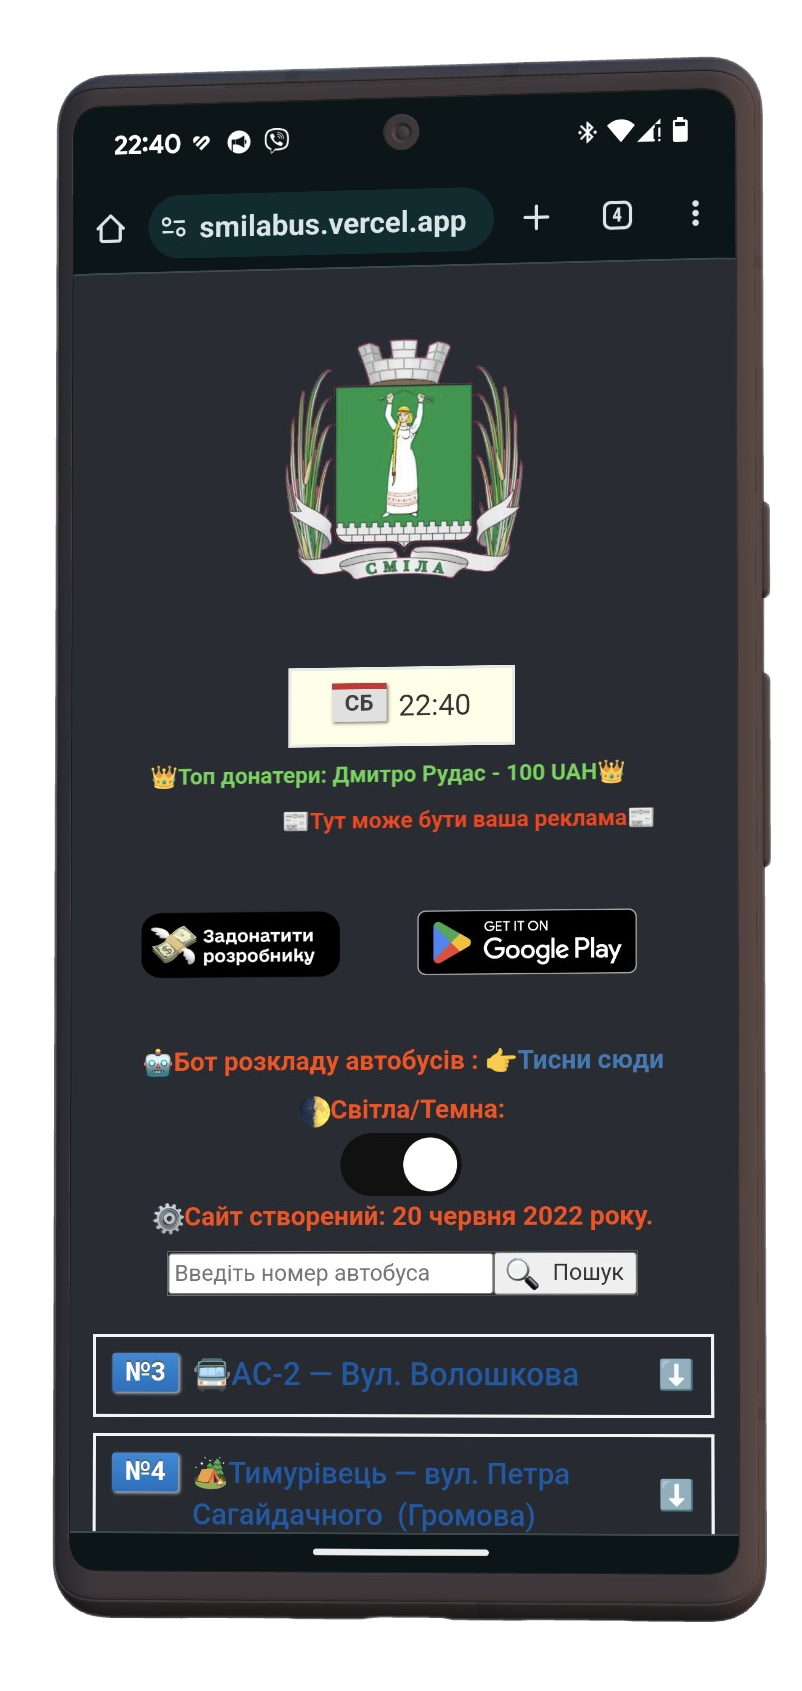 22:40
smilabus.vercel.app
4
СМІЛА
СБ 22:40
Топ донатери: Дмитро Рудас - 100 UAH
Тут може бути ваша реклама
Задонатити
розробнику
GET IT ON
Google Play
Бот розкладу автобусів : Тисни сюди
Світла/Темна:
Сайт створений: 20 червня 2022 року.
Введіть номер автобуса
Пошук
№3 АС-2 — Вул. Волошкова
№4 Тимурівець — вул. Петра
Сагайдачного (Громова)